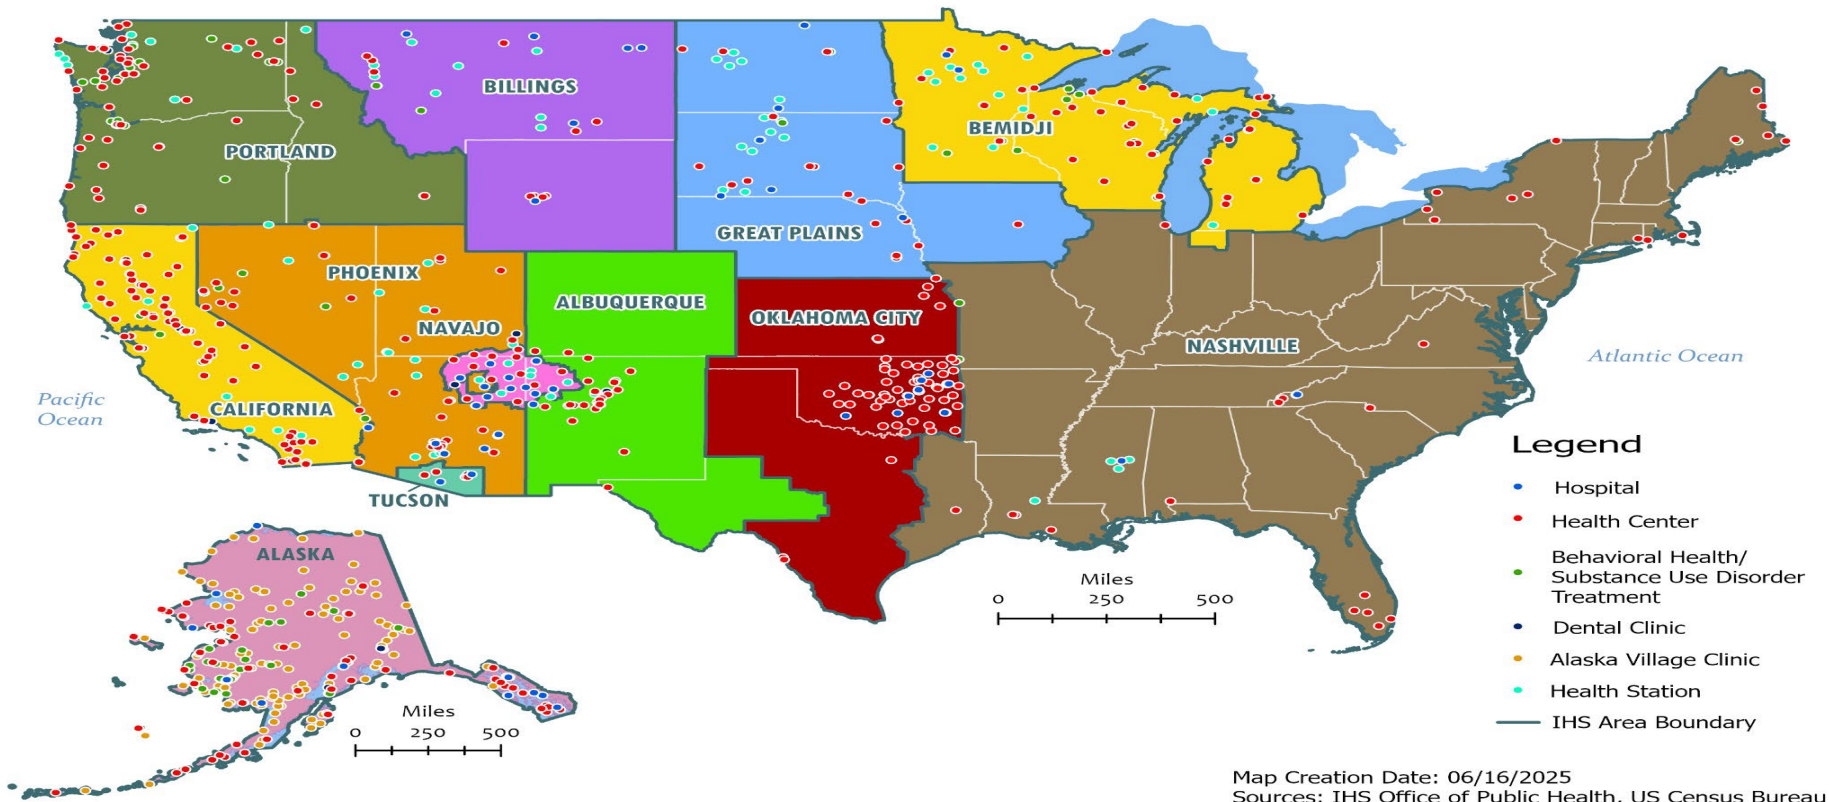 BILLINGS
PORTLAND
BEMIDJI
GREAT PLAINS
PHOENIX
ALBUQUERQUE
NAVAJO
OKLAHOMA CITY
NASHVILLE
Atlantic Ocean
Pacific
Ocean
CALIFORNIA
TUCSON
ALASKA
Miles
0 250 500
Miles
0 250 500
Legend
Hospital
Health Center
Behavioral Health/
Substance Use Disorder
Treatment
Dental Clinic
Alaska Village Clinic
Health Station
IHS Area Boundary
Map Creation Date: 06/16/2025
Sources: IHS Office of Public Health, US Census Bureau